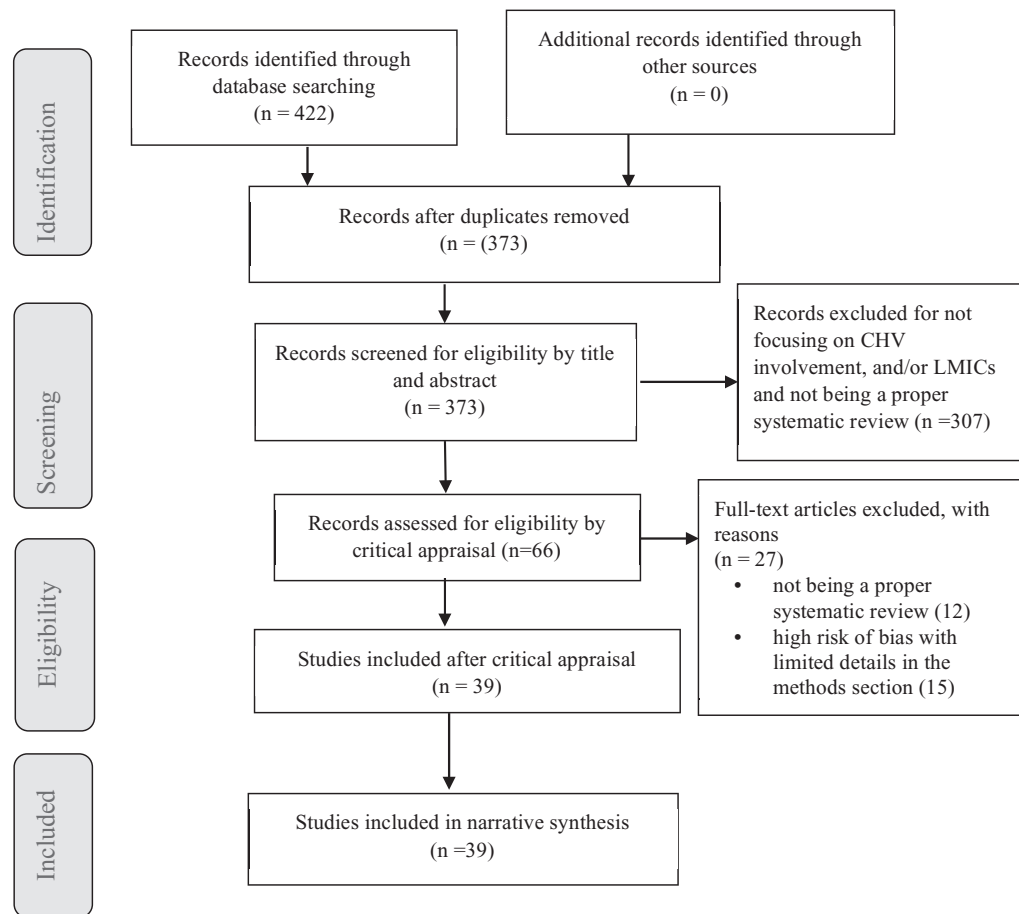 Identification
Records identified through
database searching
(n = 422)
Additional records identified through
other sources
(n = 0)
Records after duplicates removed
(n = (373)
Screening
Records screened for eligibility by title
and abstract
(n = 373)
Records excluded for not
focusing on CHV
involvement, and/or LMICs
and not being a proper
systematic review (n =307)
Eligibility
Records assessed for eligibility by
critical appraisal (n=66)
Full-text articles excluded, with
reasons
(n = 27)
• not being a proper
systematic review (12)
• high risk of bias with
limited details in the
methods section (15)
Studies included after critical appraisal
(n = 39)
Included
Studies included in narrative synthesis
(n =39)